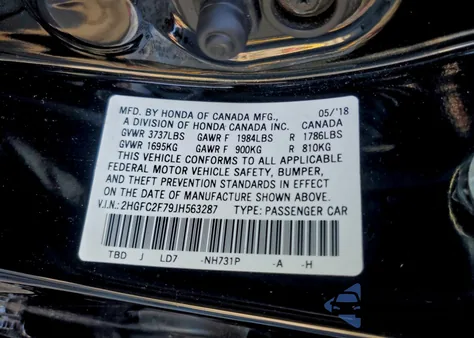 MFD. BY HONDA OF CANADA MFG., 05/'18
A DIVISION OF HONDA CANADA INC. CANADA
GVWR 3737LBS GAWR F 1984LBS R 1786LBS
GVWR 1695KG GAWR F 900KG R 810KG
THIS VEHICLE CONFORMS TO ALL APPLICABLE
FEDERAL MOTOR VEHICLE SAFETY, BUMPER,
AND THEFT PREVENTION STANDARDS IN EFFECT
ON THE DATE OF MANUFACTURE SHOWN ABOVE.
V.I.N.: 2HGFC2F79JH563287 TYPE: PASSENGER CAR
TBD J LD7 -NH731P -A -H